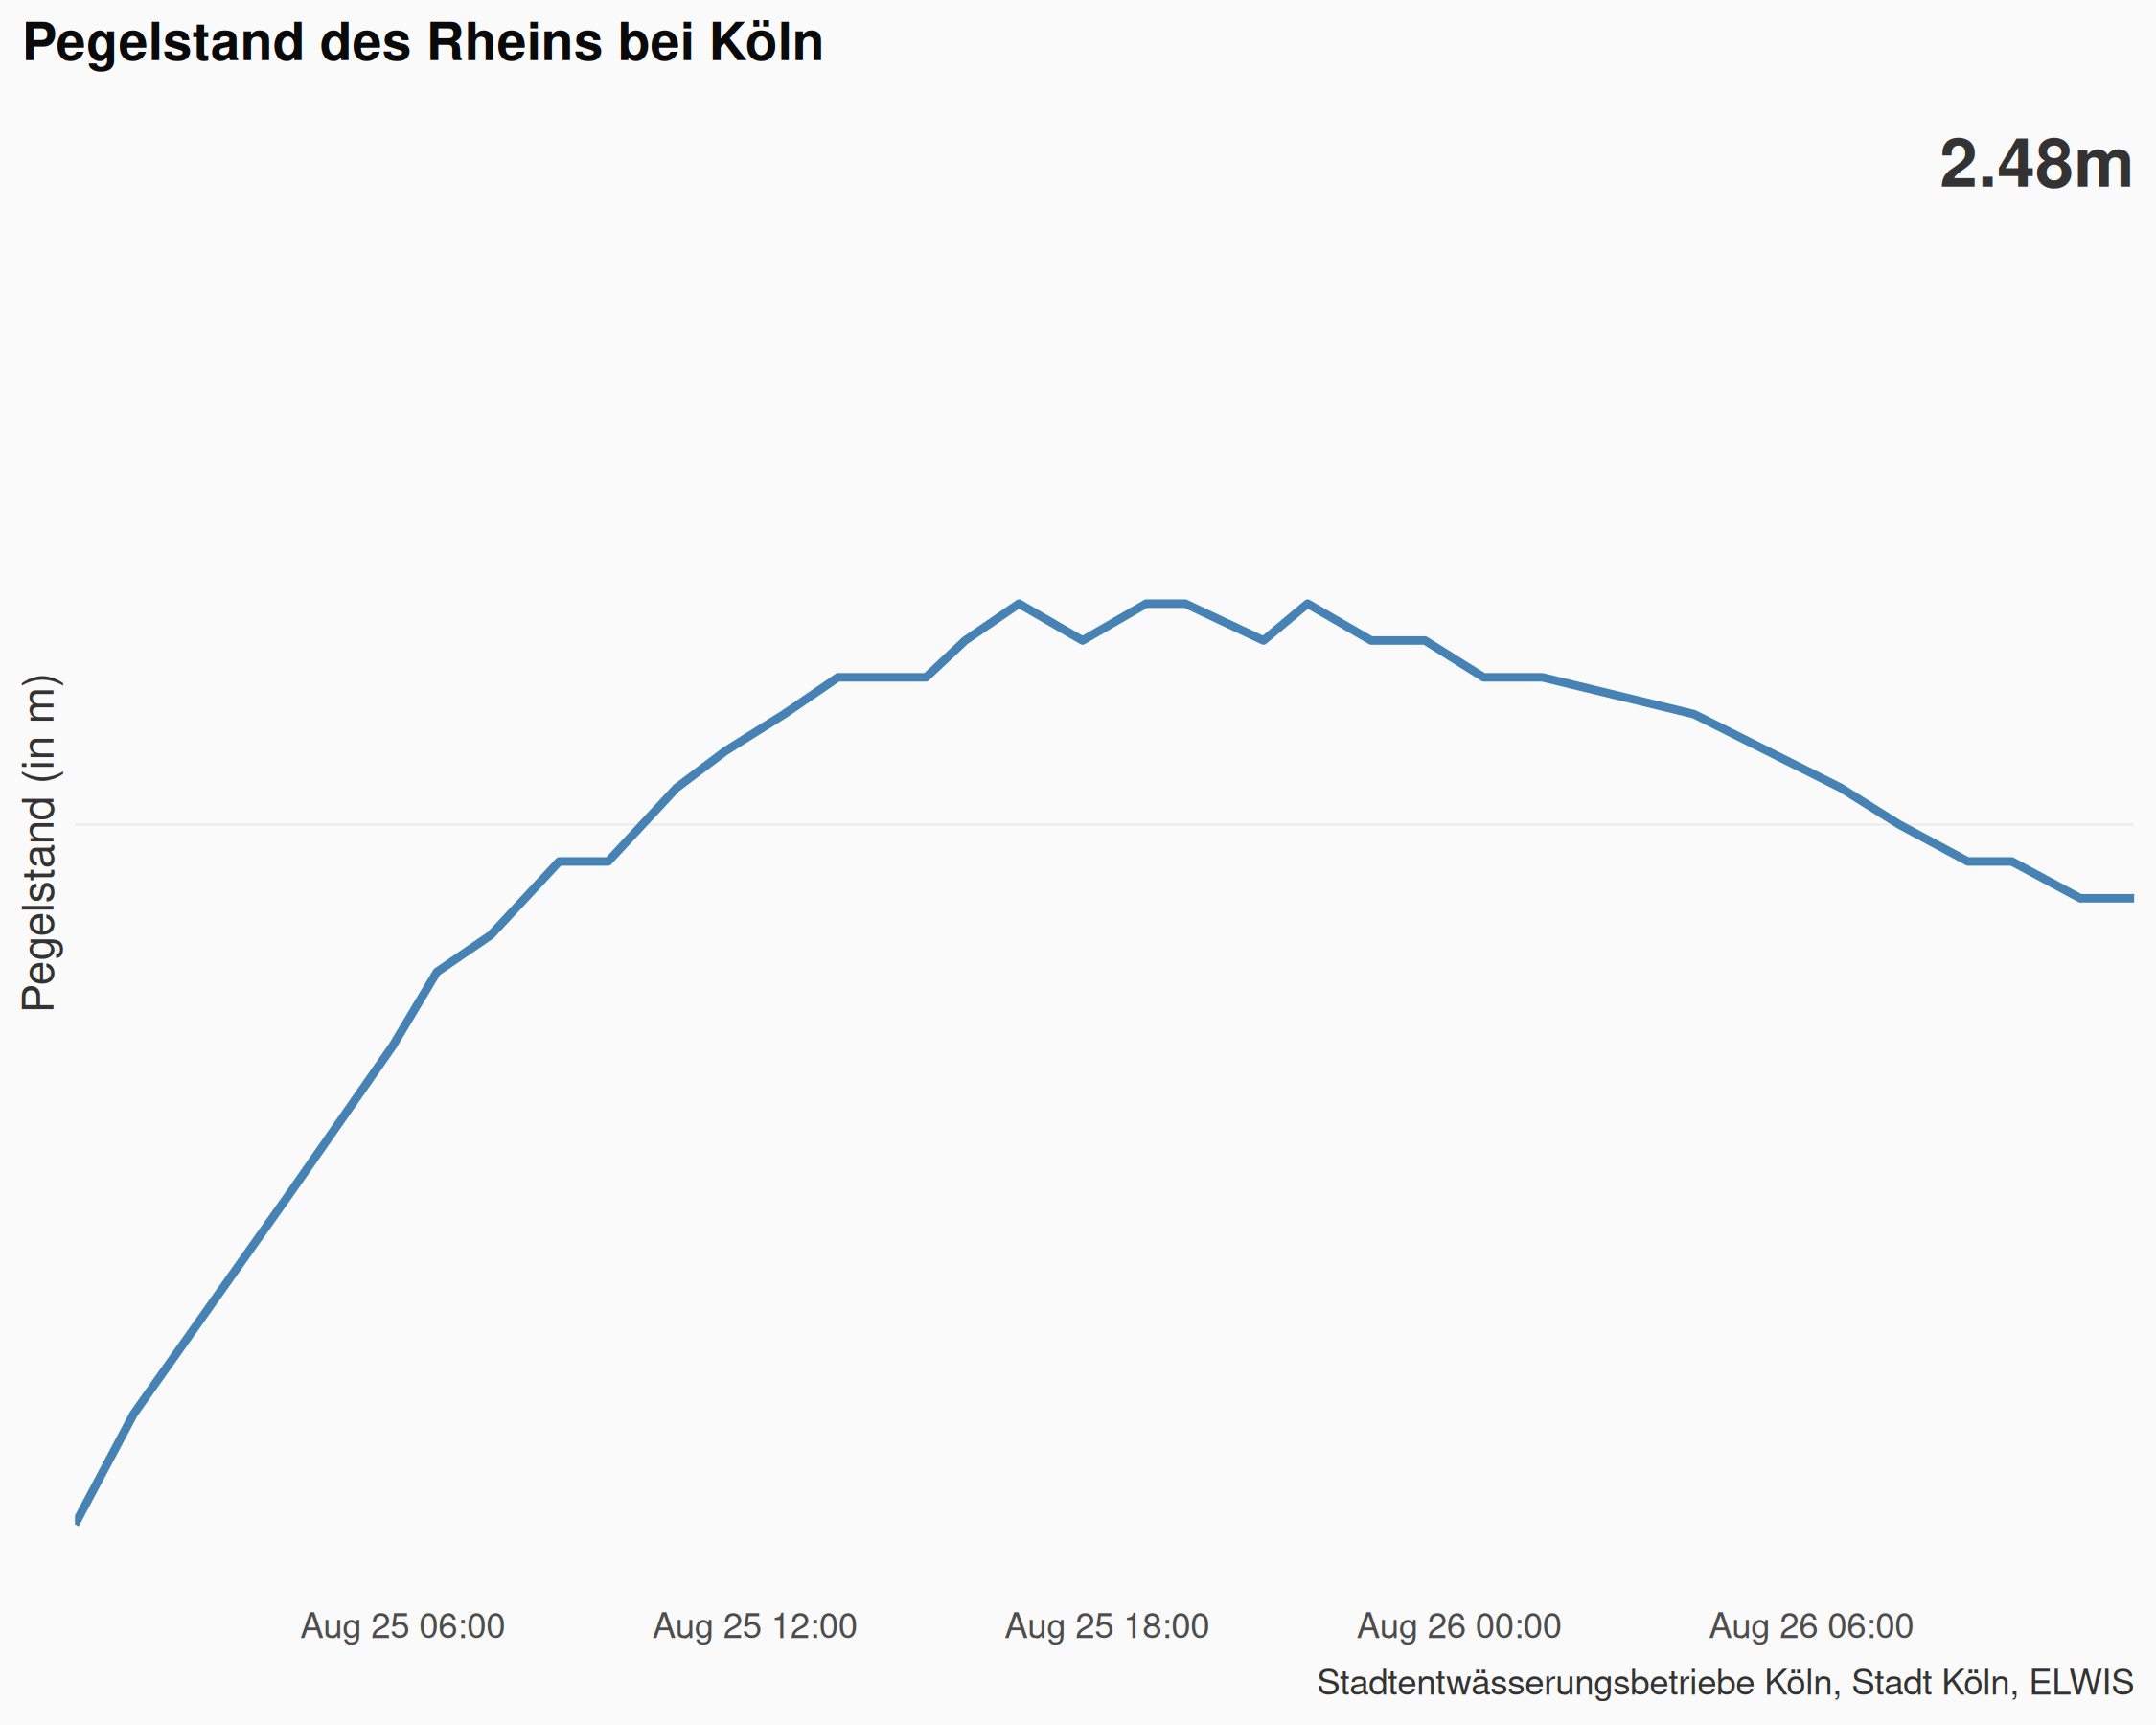 Pegelstand des Rheins bei Köln
2.48m
Pegelstand (in m)
Aug 25 06:00
Aug 25 12:00
Aug 25 18:00
Aug 26 00:00
Aug 26 06:00
Stadtentwässerungsbetriebe Köln, Stadt Köln, ELWIS